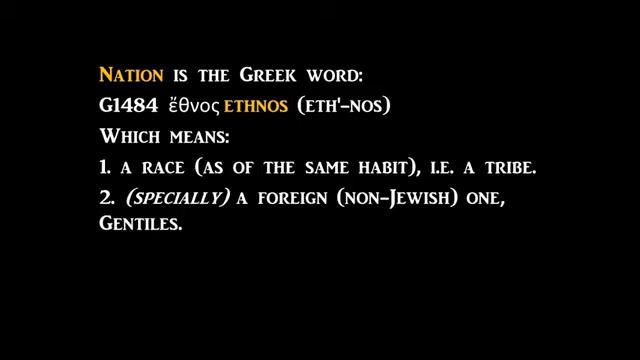 Nation is the Greek word:
G1484 ἔθνος ethnos (eth'-nos)
Which means:
1. a race (as of the same habit), i.e. a tribe.
2. (specially) a foreign (non-Jewish) one,
Gentiles.